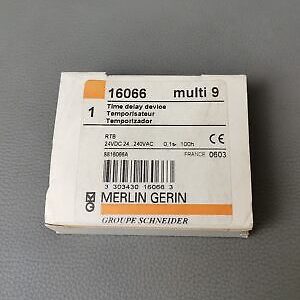 16066 multi 9
1
Time delay device
Temporisateur
Temporizador
RTB
24VDC 24...240VAC 0,1s- 100h CE
8816066A FRANCE 0603
3 303430 16066 3
MERLIN GERIN
GROUPE SCHNEIDER